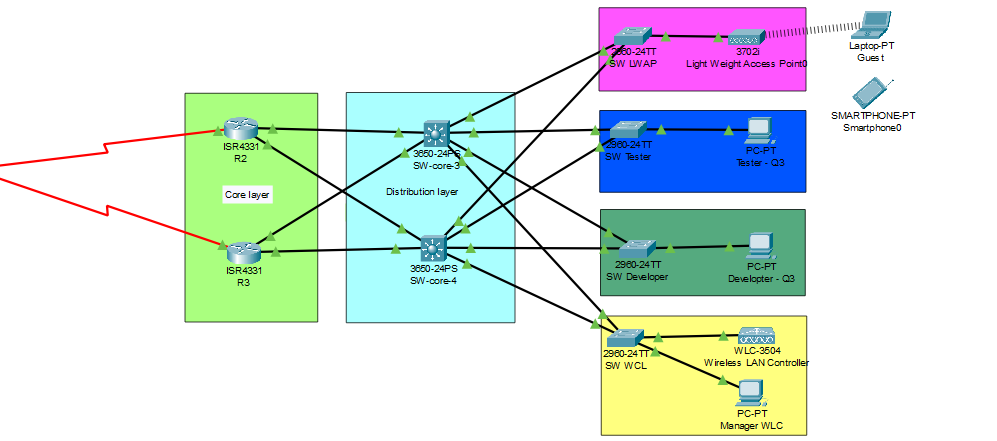 ISR4331
R2
Core layer
ISR4331
R3
3650-24PS
SW-core-3
Distribution layer
3650-24PS
SW-core-4
2960-24TT
SW LWAP
3702i
Light Weight Access Point0
Laptop-PT
Guest
SMARTPHONE-PT
Smartphone0
2960-24TT
SW Tester
PC-PT
Tester - Q3
2960-24TT
SW Developer
PC-PT
Developter - Q3
2960-24TT
SW WCL
WLC-3504
Wireless LAN Controller
PC-PT
Manager WLC